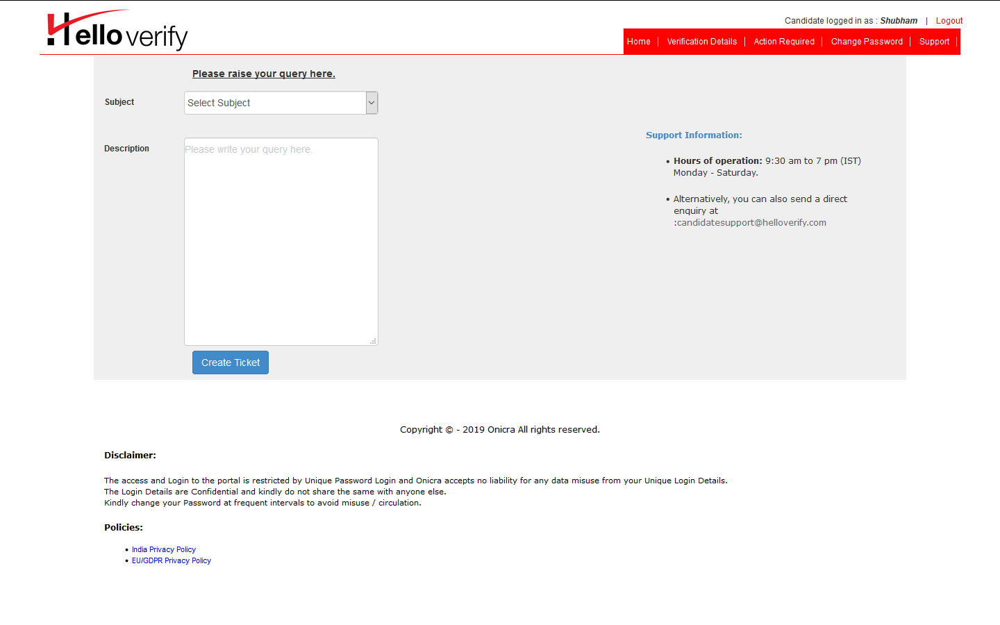 Hello verify
Candidate logged in as : Shubham | Logout
Home | Verification Details | Action Required | Change Password | Support |
Please raise your query here.
Subject
Select Subject
Description
Please write your query here.
Create Ticket
Support Information:
• Hours of operation: 9:30 am to 7 pm (IST)
Monday - Saturday.
• Alternatively, you can also send a direct
enquiry at
:candidatesupport@helloverify.com
Copyright © - 2019 Onicra All rights reserved.
Disclaimer:
The access and Login to the portal is restricted by Unique Password Login and Onicra accepts no liability for any data misuse from your Unique Login Details.
The Login Details are Confidential and kindly do not share the same with anyone else.
Kindly change your Password at frequent intervals to avoid misuse / circulation.
Policies:
• India Privacy Policy
• EU/GDPR Privacy Policy